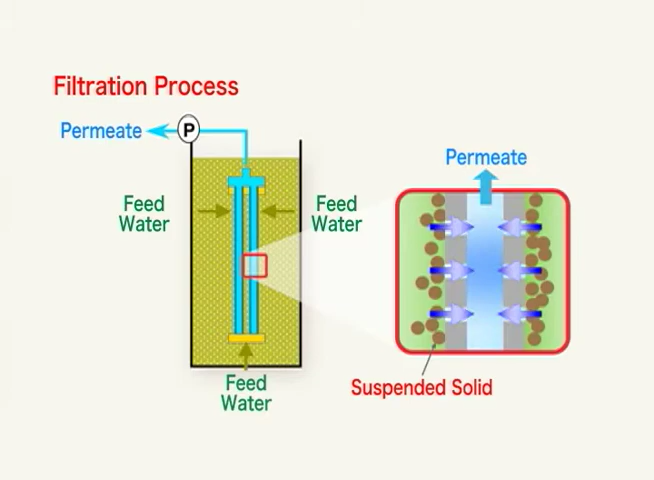 Filtration Process
Permeate
P
Permeate
Feed
Water
Feed
Water
Feed
Water
Suspended Solid